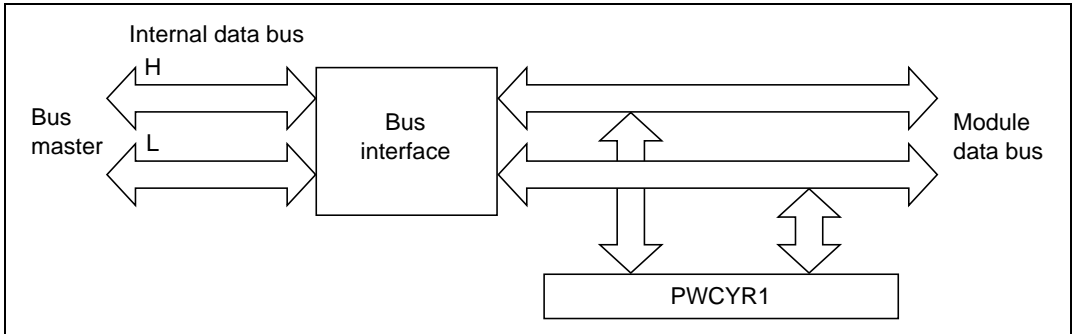 Internal data bus
H
Bus
master
L
Bus
interface
Module
data bus
PWCYR1